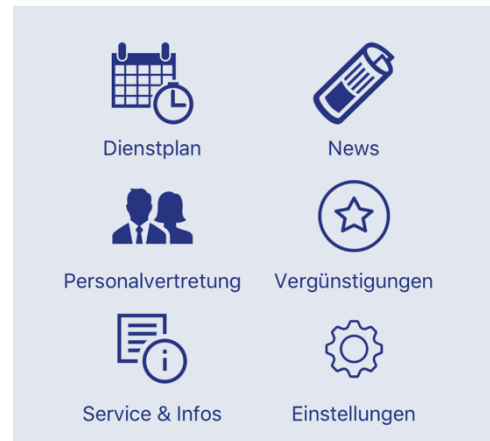 Dienstplan
News
Personalvertretung
Vergünstigungen
Service & Infos
Einstellungen